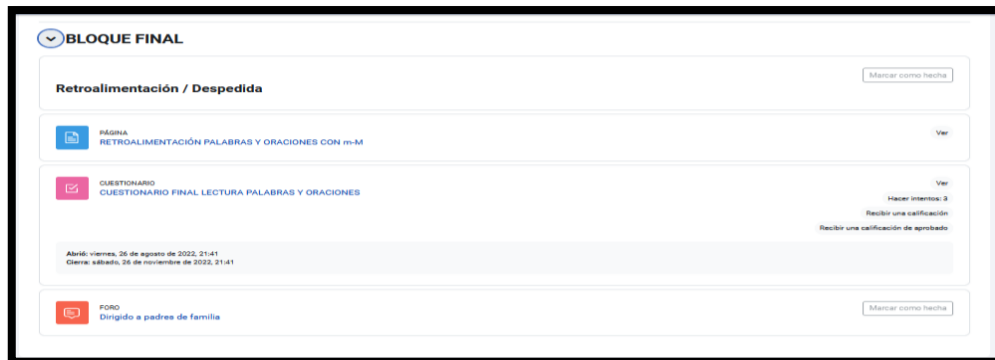 BLOQUE FINAL
Marcar como hecha
Retroalimentación / Despedida
PÁGINA
Ver
RETROALIMENTACIÓN PALABRAS Y ORACIONES CON m-M
CUESTIONARIO
Ver
CUESTIONARIO FINAL LECTURA PALABRAS Y ORACIONES
Hacer intentos: 3
Recibir una calificación
Recibir una calificación de aprobado
Abrió: viernes, 26 de agosto de 2022, 21:41
Cierra: sábado, 26 de noviembre de 2022, 21:41
FORO
Marcar como hecha
Dirigido a padres de familia